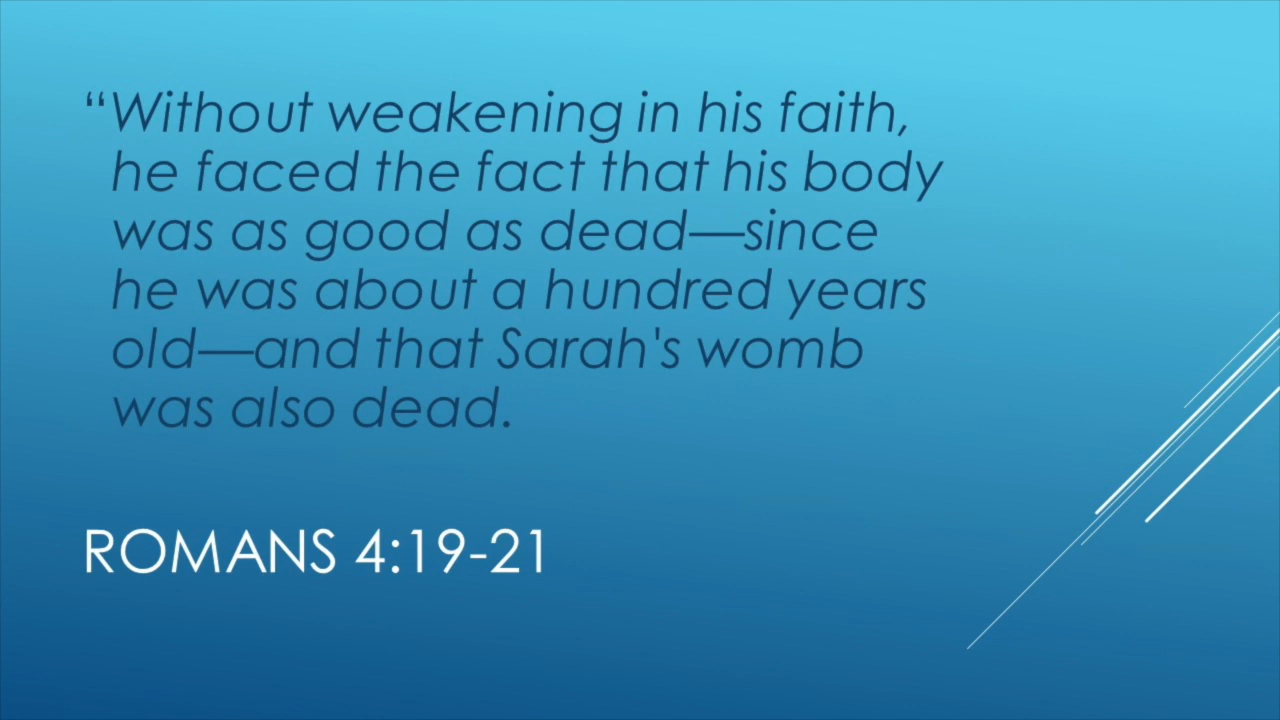 “Without weakening in his faith,
he faced the fact that his body
was as good as dead—since
he was about a hundred years
old—and that Sarah's womb
was also dead.
ROMANS 4:19-21